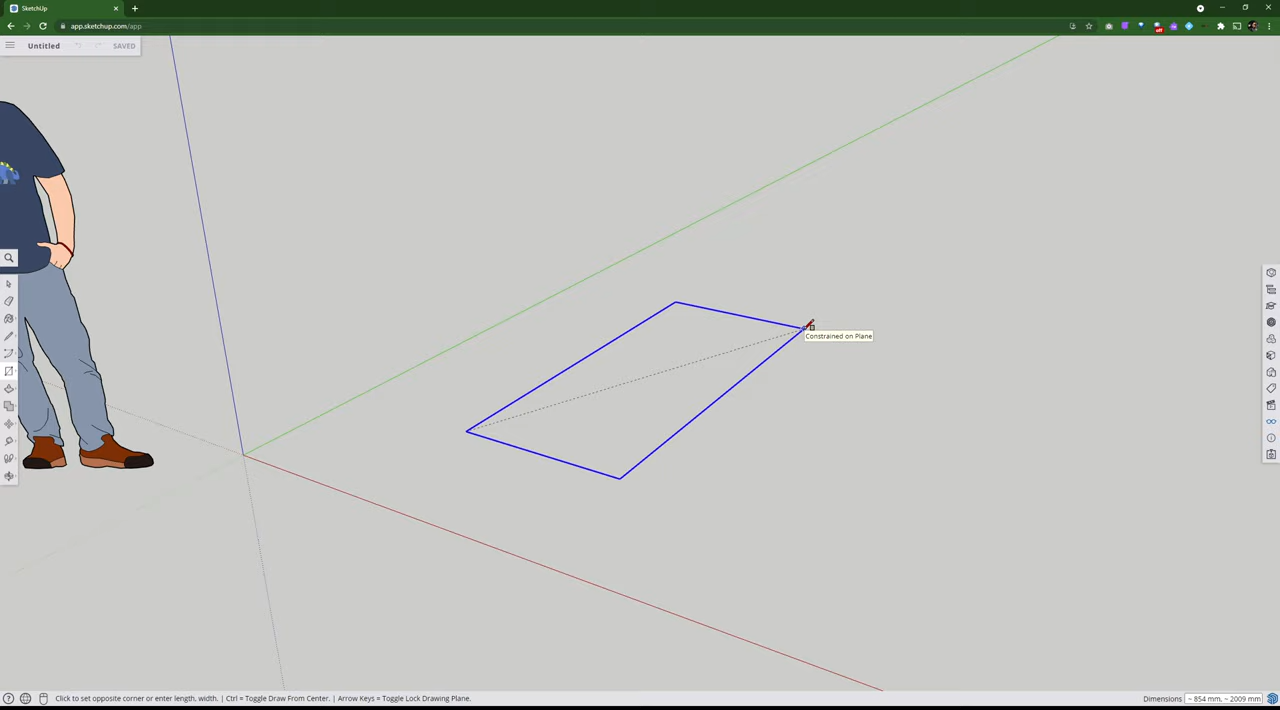 SketchUp
app.sketchup.com/app
off
Untitled
SAVED
Constrained on Plane
Click to set opposite corner or enter length, width. | Ctrl = Toggle Draw From Center. | Arrow Keys = Toggle Lock Drawing Plane.
Dimensions ~ 854 mm, ~ 2009 mm